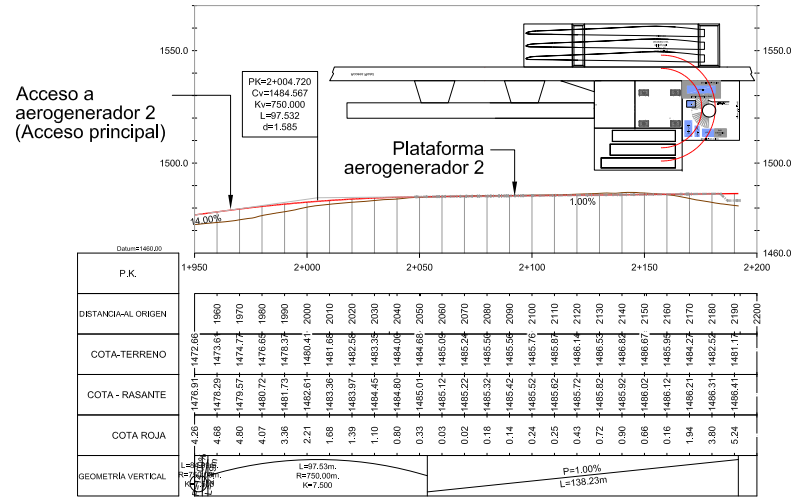 1550.0
1550.0
Acceso a
aerogenerador 2
(Acceso principal)
PK=2+004.720
Cv=1484.567
Kv=750.000
L=97.532
d=1.585
Plataforma
aerogenerador 2
1500.0
1500.0
14.00%
1.00%
Datum=1460.00
1460.0
1+950 2+000 2+050 2+100 2+150 2+200
P.K.
DISTANCIA-AL ORIGEN 1960 1970 1980 1990 2000 2010 2020 2030 2040 2050 2060 2070 2080 2090 2100 2110 2120 2130 2140 2150 2160 2170 2180 2190 2200
COTA-TERRENO 1472.66 1473.61 1474.77 1476.65 1478.37 1480.41 1481.68 1482.58 1483.35 1484.00 1484.68 1485.09 1485.24 1485.50 1485.56 1485.76 1485.87 1486.14 1486.53 1486.82 1486.67 1485.95 1484.27 1482.52 1481.17
COTA - RASANTE 1476.91 1478.29 1479.57 1480.72 1481.73 1482.61 1483.36 1483.97 1484.45 1484.80 1485.01 1485.12 1485.22 1485.32 1485.42 1485.52 1485.62 1485.72 1485.82 1485.92 1486.02 1486.12 1486.21 1486.31 1486.41
COTA ROJA 4.26 4.68 4.80 4.07 3.36 2.21 1.68 1.39 1.10 0.80 0.33 0.03 0.02 0.18 0.14 0.24 0.25 0.43 0.72 0.90 0.66 0.16 1.94 3.80 5.24
GEOMETRÍA VERTICAL
L=97.53m.
R=750.00m.
K=7.500
P=1.00%
L=138.23m